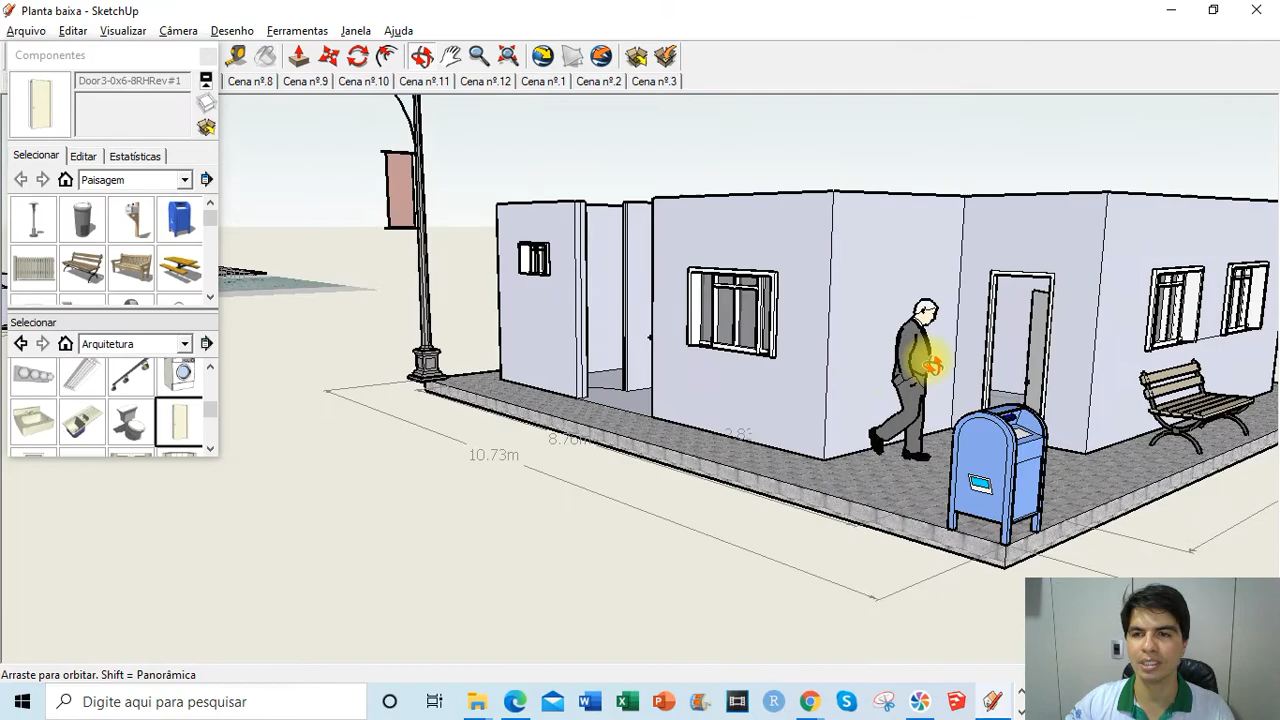 Planta baixa - SketchUp
Arquivo Editar Visualizar Câmera Desenho Ferramentas Janela Ajuda
Componentes
Cena nº.8 Cena nº.9 Cena nº.10 Cena nº.11 Cena nº.12 Cena nº.1 Cena nº.2 Cena nº.3
Door3-0x6-8RHRev#1
Selecionar Editar Estatísticas
Paisagem
Selecionar
Arquitetura
10.73m
Arraste para orbitar. Shift = Panorâmica
Digite aqui para pesquisar